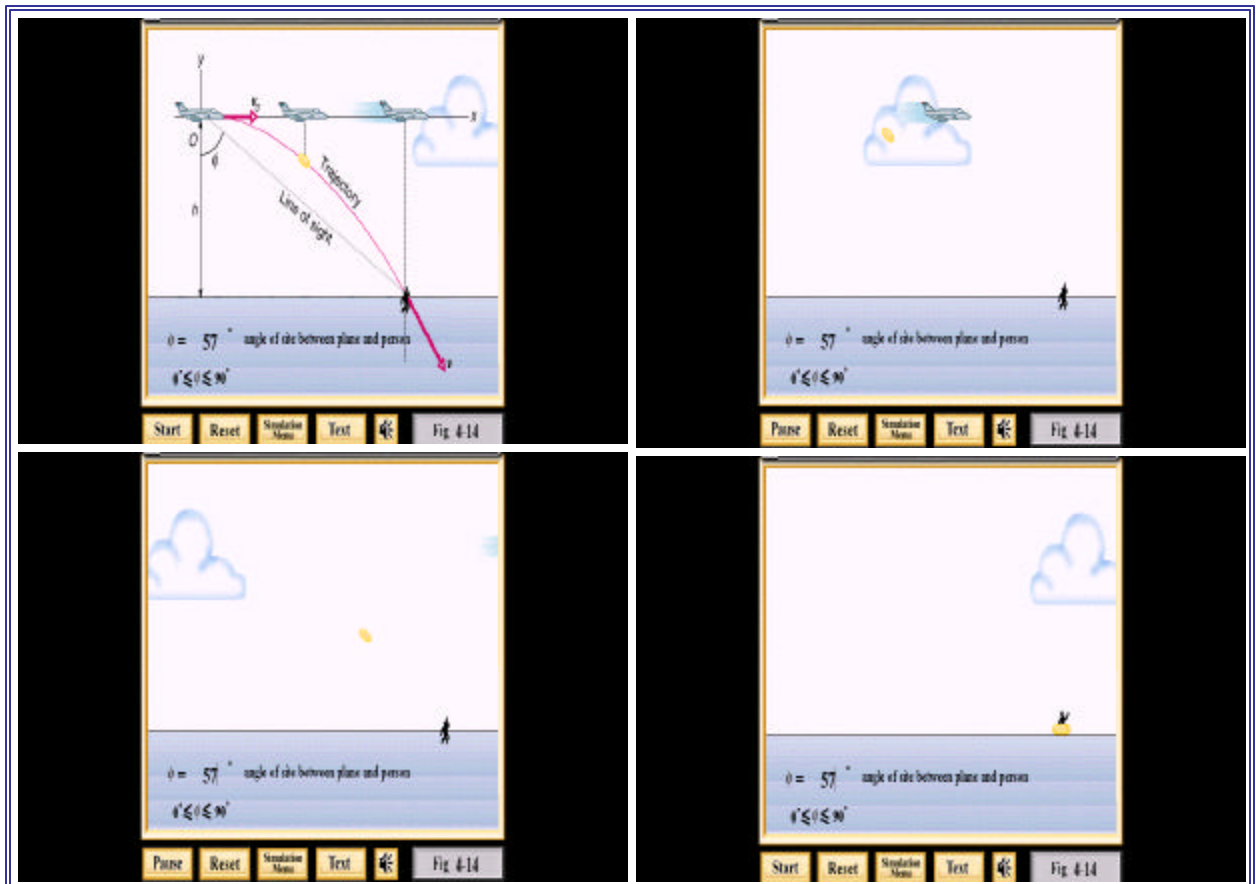 y
v₀
x
O
ϕ
h
Trajectory
Line of sight
v
ϕ = 57 ° angle of site between plane and person
0°≤ϕ≤90°
Start Reset Simulation Menu Text Fig 4-14
ϕ = 57 ° angle of site between plane and person
0°≤ϕ≤90°
Pause Reset Simulation Menu Text Fig 4-14
ϕ = 57 ° angle of site between plane and person
0°≤ϕ≤90°
Pause Reset Simulation Menu Text Fig 4-14
ϕ = 57 ° angle of site between plane and person
0°≤ϕ≤90°
Start Reset Simulation Menu Text Fig 4-14